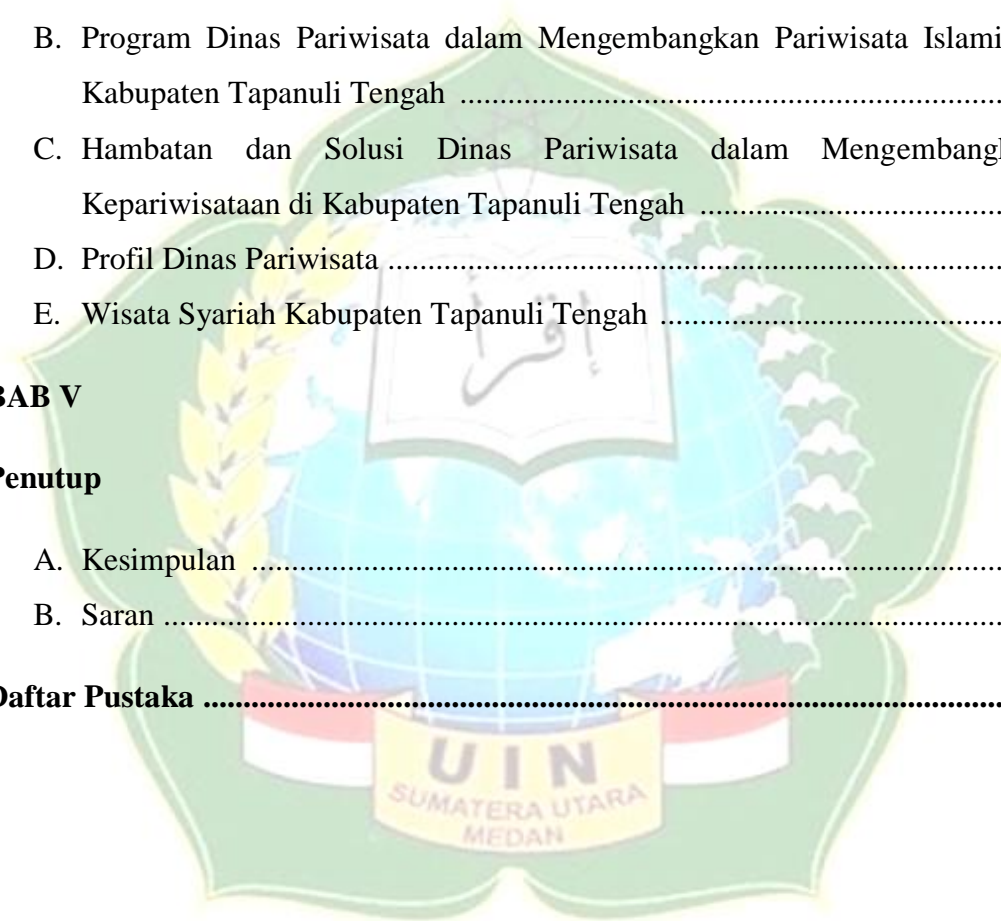 B. Program Dinas Pariwisata dalam Mengembangkan Pariwisata Islami
Kabupaten Tapanuli Tengah ..........................................................
C. Hambatan dan Solusi Dinas Pariwisata dalam
Kepariwisataan di Kabupaten Tapanuli Tengah .................................
D. Profil Dinas Pariwisata .................................................................
E. Wisata Syariah Kabupaten Tapanuli Tengah ....................................
إقرأ
BAB V
Penutup
A. Kesimpulan ...............................................................................
B. Saran ........................................................................................
Daftar Pustaka ....................................................................................
UIN
SUMATERA UTARA
MEDAN